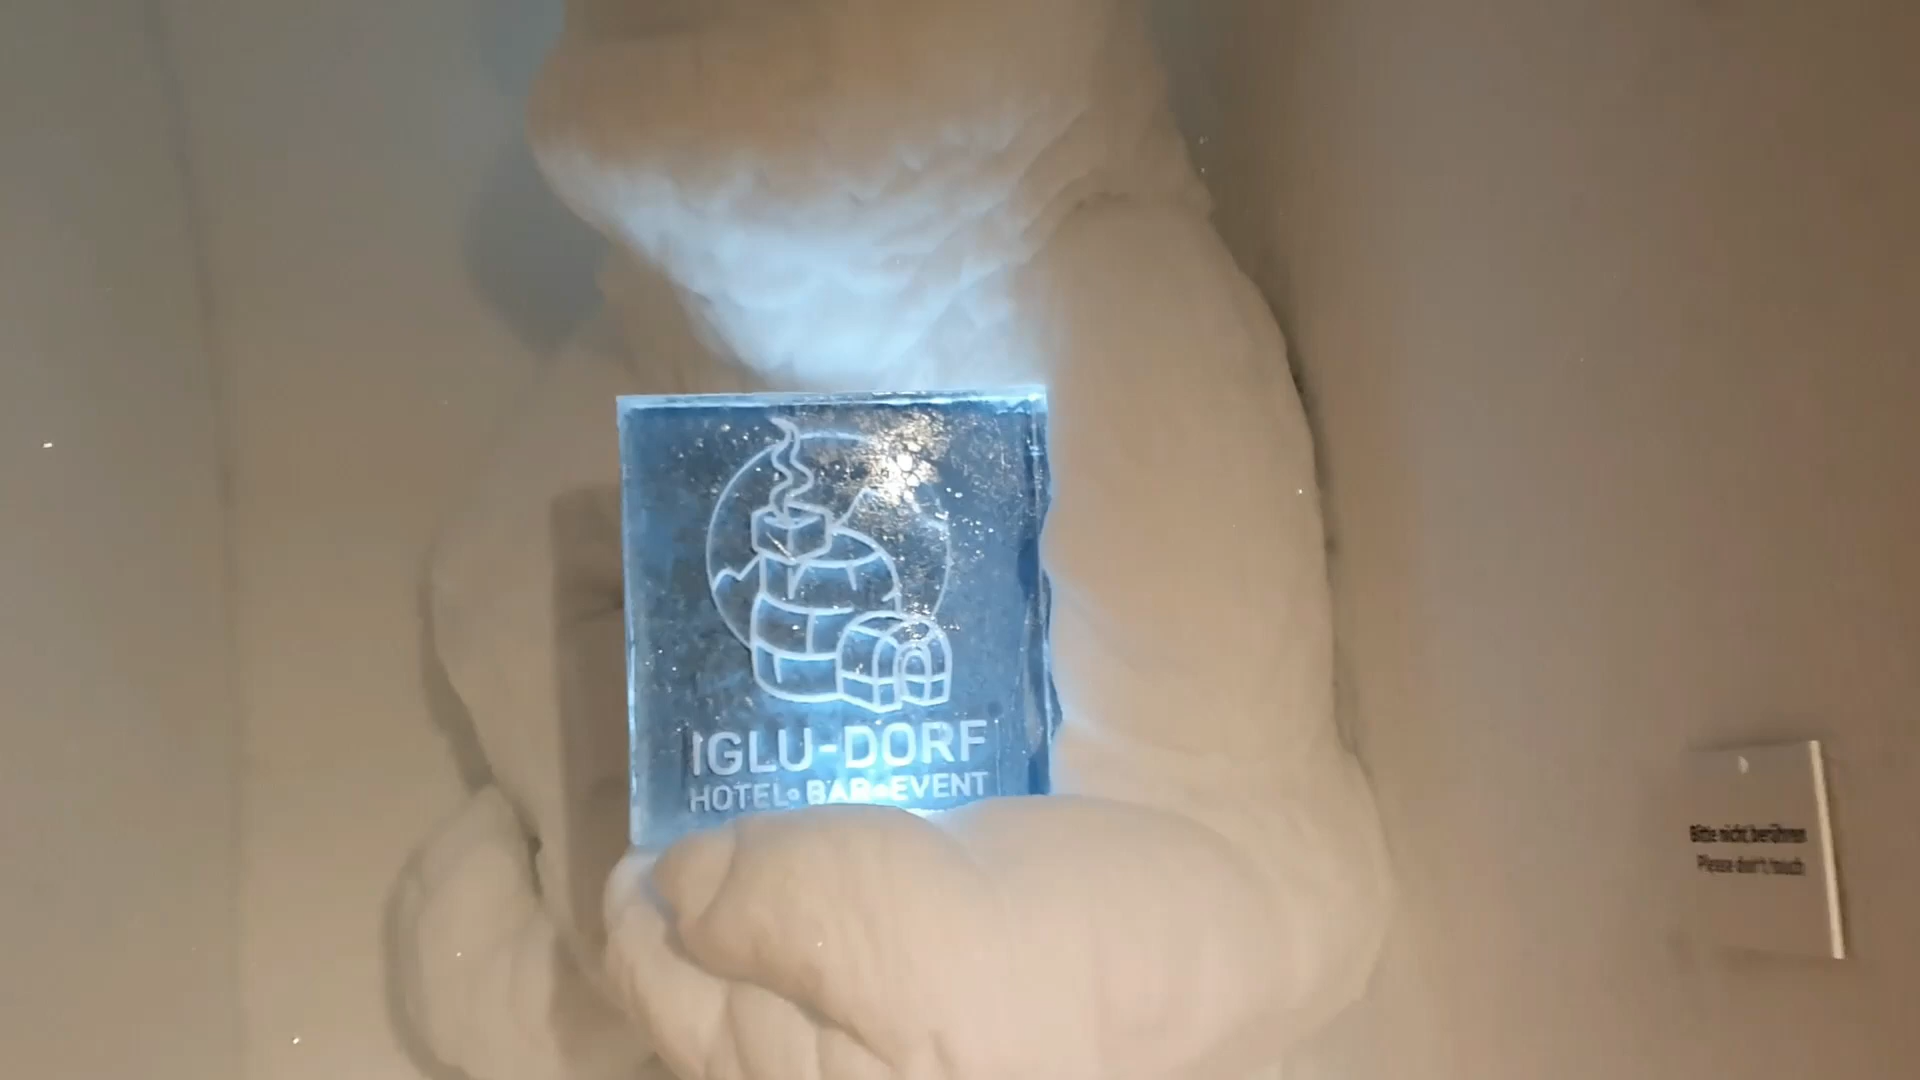 IGLU-DORF
HOTEL• BAR•EVENT
Bitte nicht berühren
Please don't touch